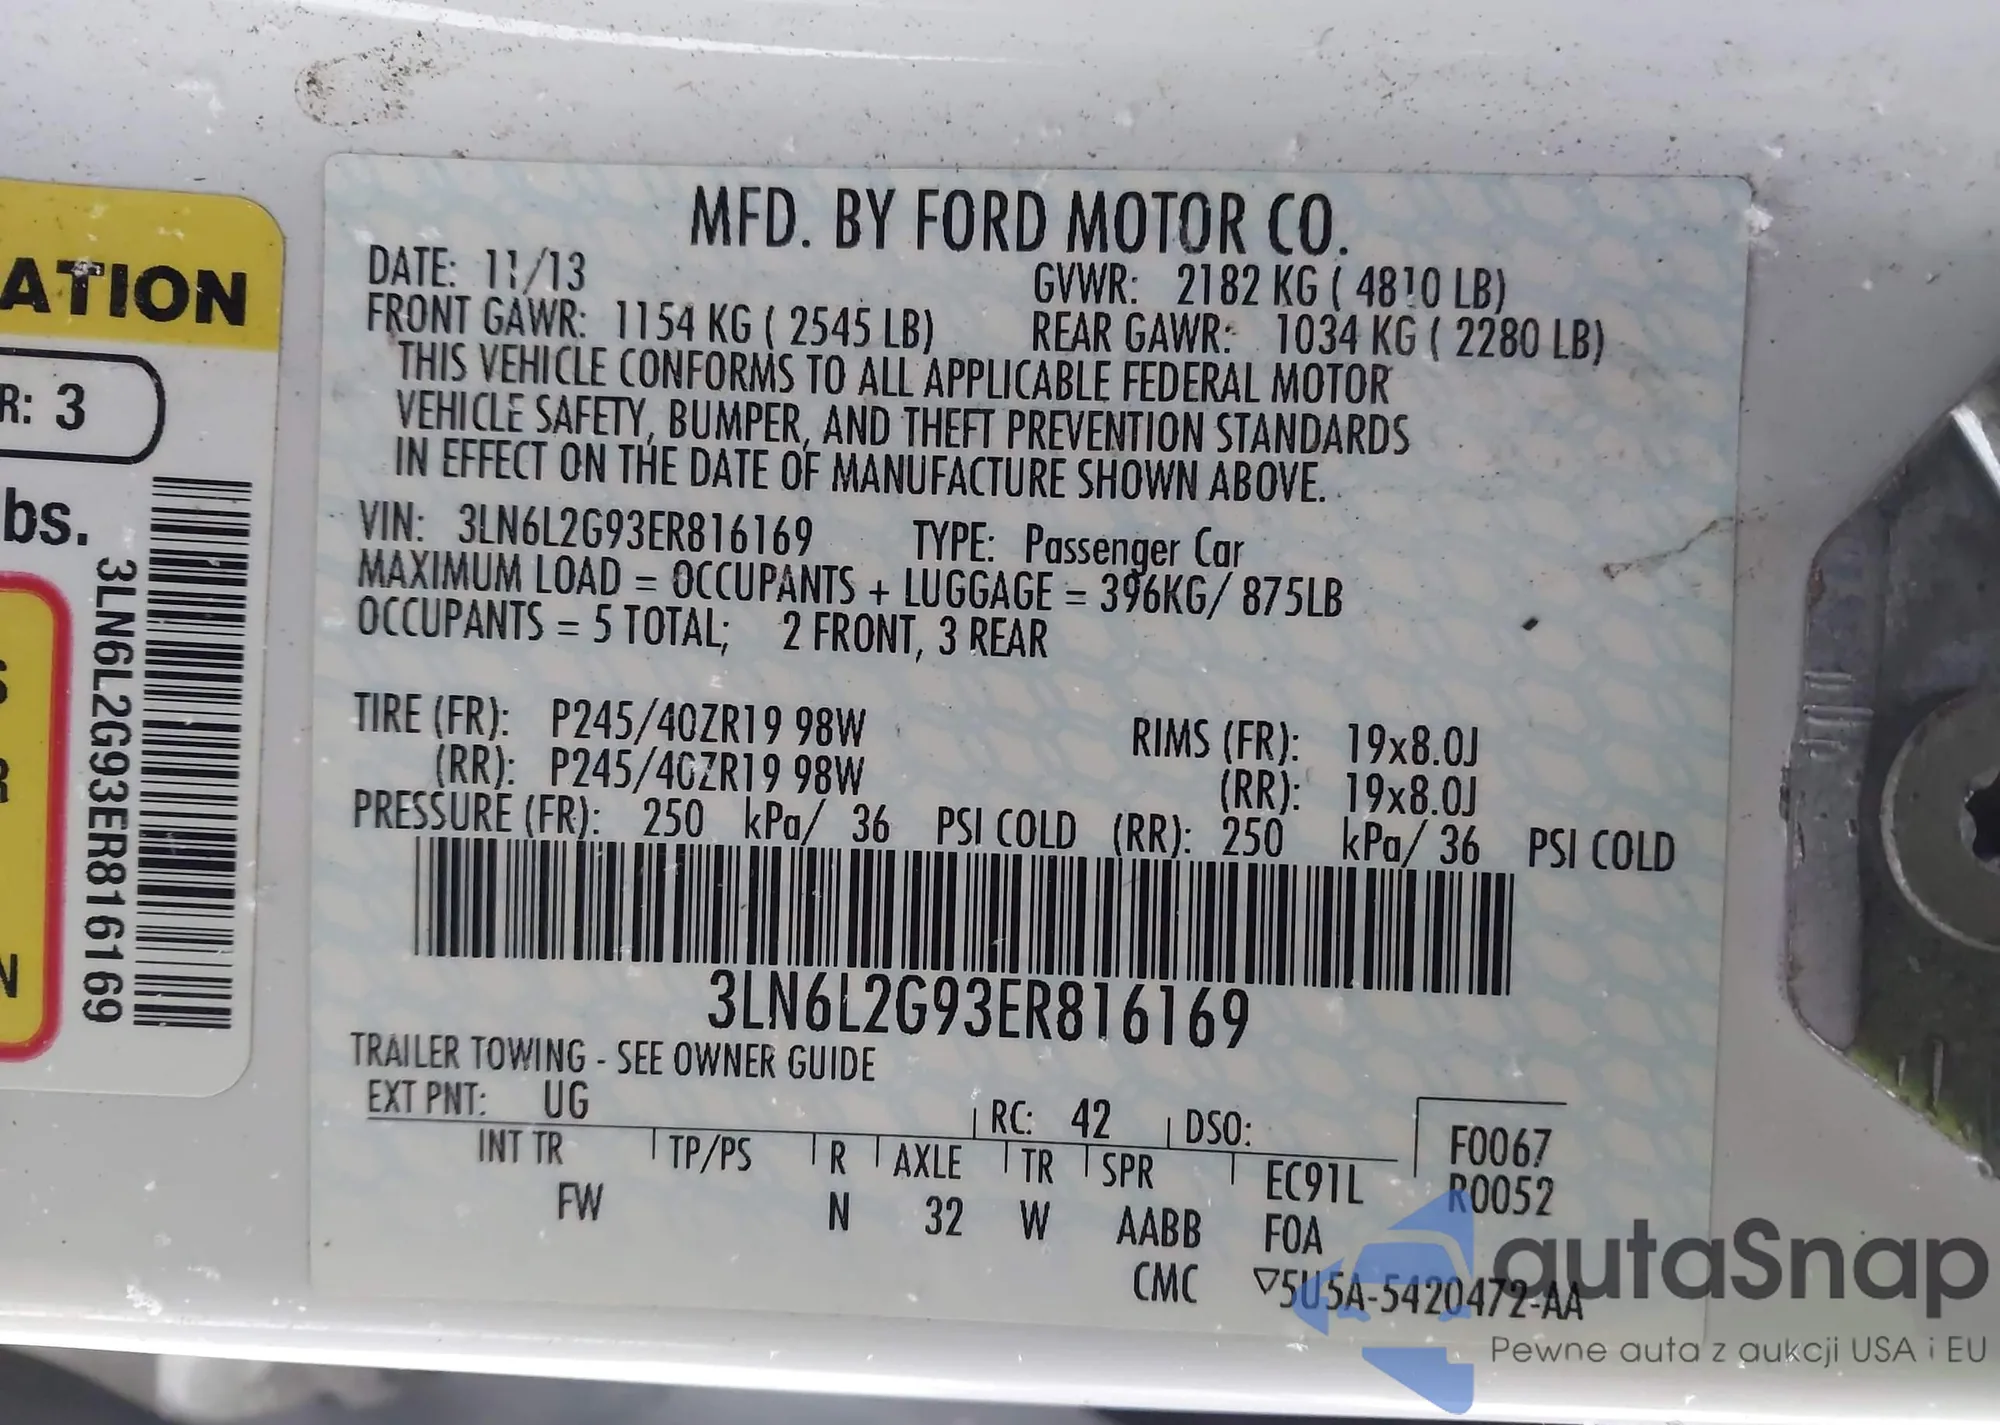 ATION
R: 3
bs.
3LN6L2G93ER816169
MFD. BY FORD MOTOR CO.
DATE: 11/13 GVWR: 2182 KG ( 4810 LB)
FRONT GAWR: 1154 KG ( 2545 LB) REAR GAWR: 1034 KG ( 2280 LB)
THIS VEHICLE CONFORMS TO ALL APPLICABLE FEDERAL MOTOR
VEHICLE SAFETY, BUMPER, AND THEFT PREVENTION STANDARDS
IN EFFECT ON THE DATE OF MANUFACTURE SHOWN ABOVE.
VIN: 3LN6L2G93ER816169 TYPE: Passenger Car
MAXIMUM LOAD = OCCUPANTS + LUGGAGE = 396KG/ 875LB
OCCUPANTS = 5 TOTAL; 2 FRONT, 3 REAR
TIRE (FR): P245/40ZR19 98W RIMS (FR): 19x8.0J
(RR): P245/40ZR19 98W (RR): 19x8.0J
PRESSURE (FR): 250 kPa/ 36 PSI COLD (RR): 250 kPa/ 36 PSI COLD
3LN6L2G93ER816169
TRAILER TOWING - SEE OWNER GUIDE
EXT PNT: UG RC: 42 DSO: F0067
INT TR TP/PS R AXLE TR SPR EC91L R0052
FW N 32 W AABB FOA
CMC ▽5U5A-5420472-AA
N
autaSnap
Pewne auta z aukcji USA i EU